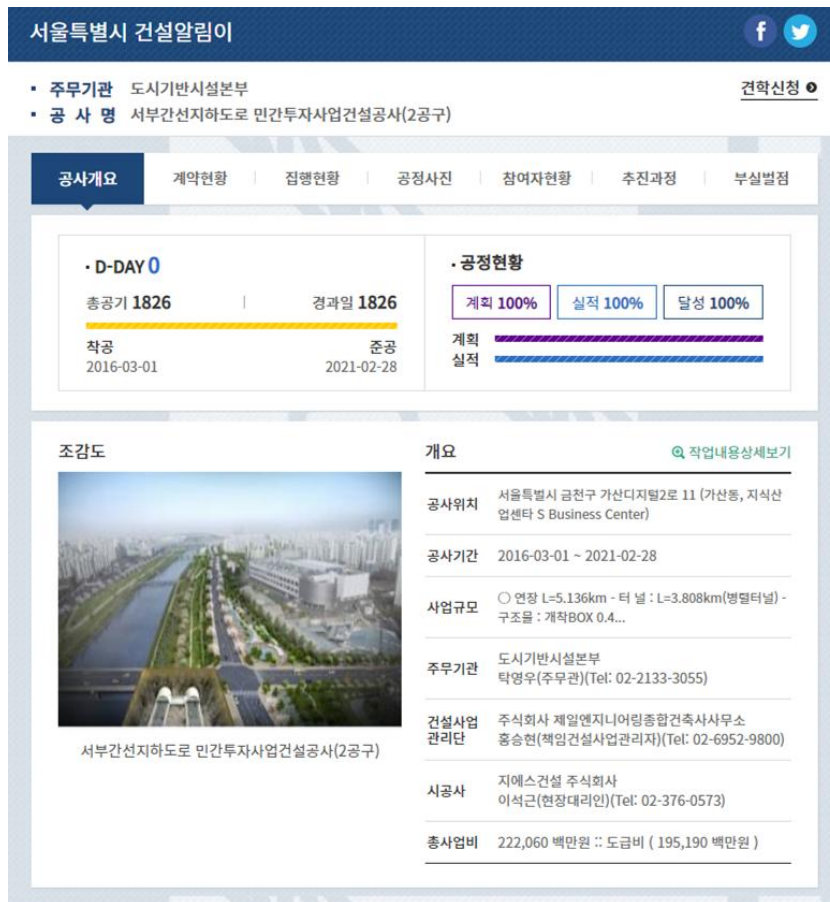 서울특별시 건설알림이
주무기관 도시기반시설본부
견학신청
공 사 명 서부간선지하도로 민간투자사업건설공사(2공구)
공사개요 계약현황 집행현황 공정사진 참여자현황 추진과정 부실벌점
· D-DAY 0
총공기 1826 | 경과일 1826
착공 준공
2016-03-01 2021-02-28
· 공정현황
계획 100% 실적 100% 달성 100%
계획
실적
조감도
서부간선지하도로 민간투자사업건설공사(2공구)
개요 작업내용상세보기
공사위치 서울특벌시 금천구 가산디지털2로 11 (가산동, 지식산
업센타 S Business Center)
공사기간 2016-03-01 ~ 2021-02-28
사업규모 ○ 연장 L=5.136km - 터 널 : L=3.808km(병렬터널) -
구조물 : 개착BOX 0.4...
주무기관 도시기반시설본부
탁영우(주무관)(Tel: 02-2133-3055)
건설사업 주식회사 제일엔지니어링종합건축사사무소
관리단 홍승현(책임건설사업관리자)(Tel: 02-6952-9800)
시공사 지에스건설 주식회사
이석근(현장대리인)(Tel: 02-376-0573)
총사업비 222,060 백만원 :: 도급비 ( 195,190 백만원 )